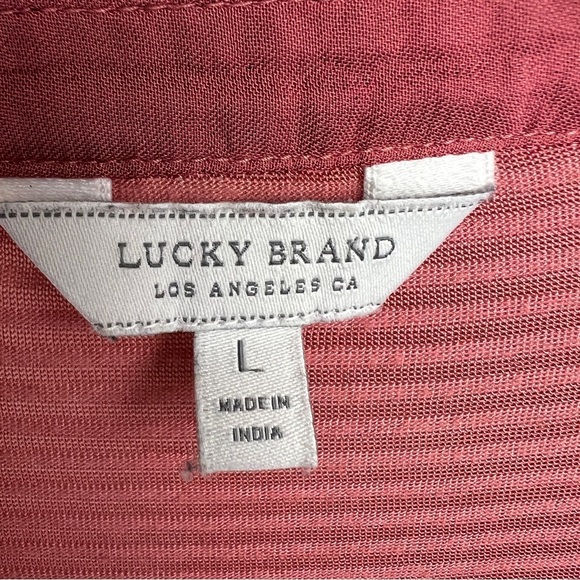 LUCKY BRAND
LOS ANGELES CA
L
MADE IN
INDIA